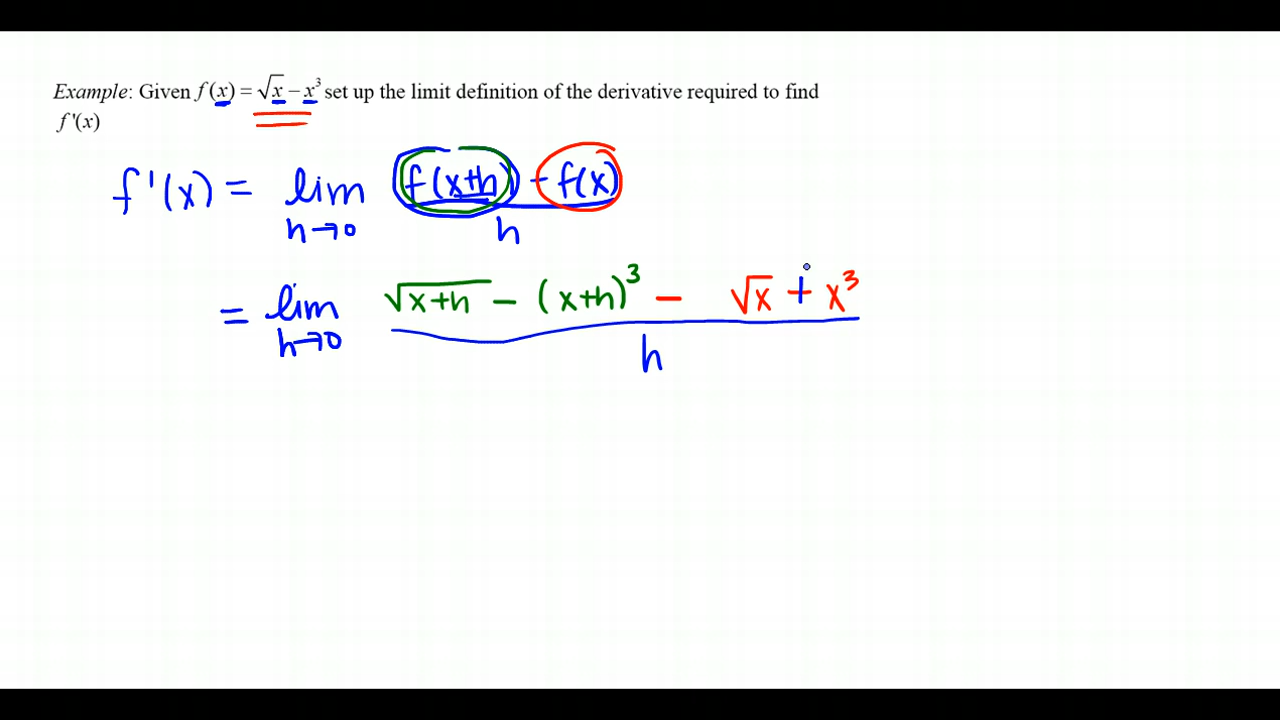 Example: Given f(x) = √x − x³ set up the limit definition of the derivative required to find
f'(x)
f'(x) = lim f(x+h) − f(x)
h→0 h
= lim √x+h − (x+h)³ − √x + x³
h→0 h